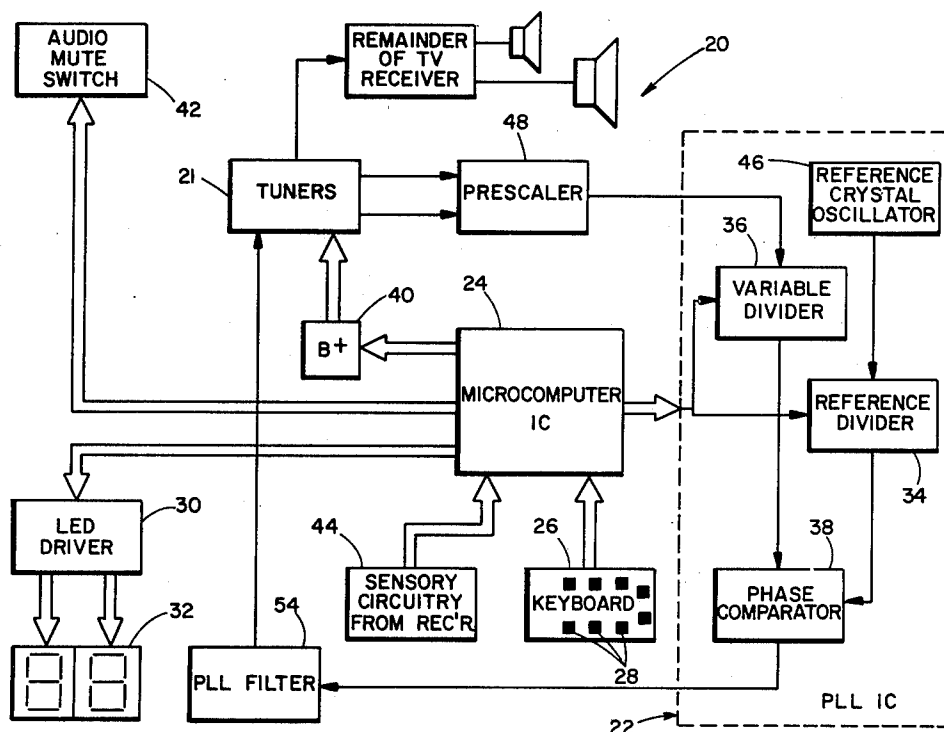 AUDIO
MUTE
SWITCH
42
REMAINDER
OF TV
RECEIVER
20
21
TUNERS
48
PRESCALER
46
REFERENCE
CRYSTAL
OSCILLATOR
36
VARIABLE
DIVIDER
40
B+
24
MICROCOMPUTER
IC
REFERENCE
DIVIDER
34
30
LED
DRIVER
32
44
SENSORY
CIRCUITRY
FROM REC'R
26
KEYBOARD
28
38
PHASE
COMPARATOR
54
PLL FILTER
PLL IC
22